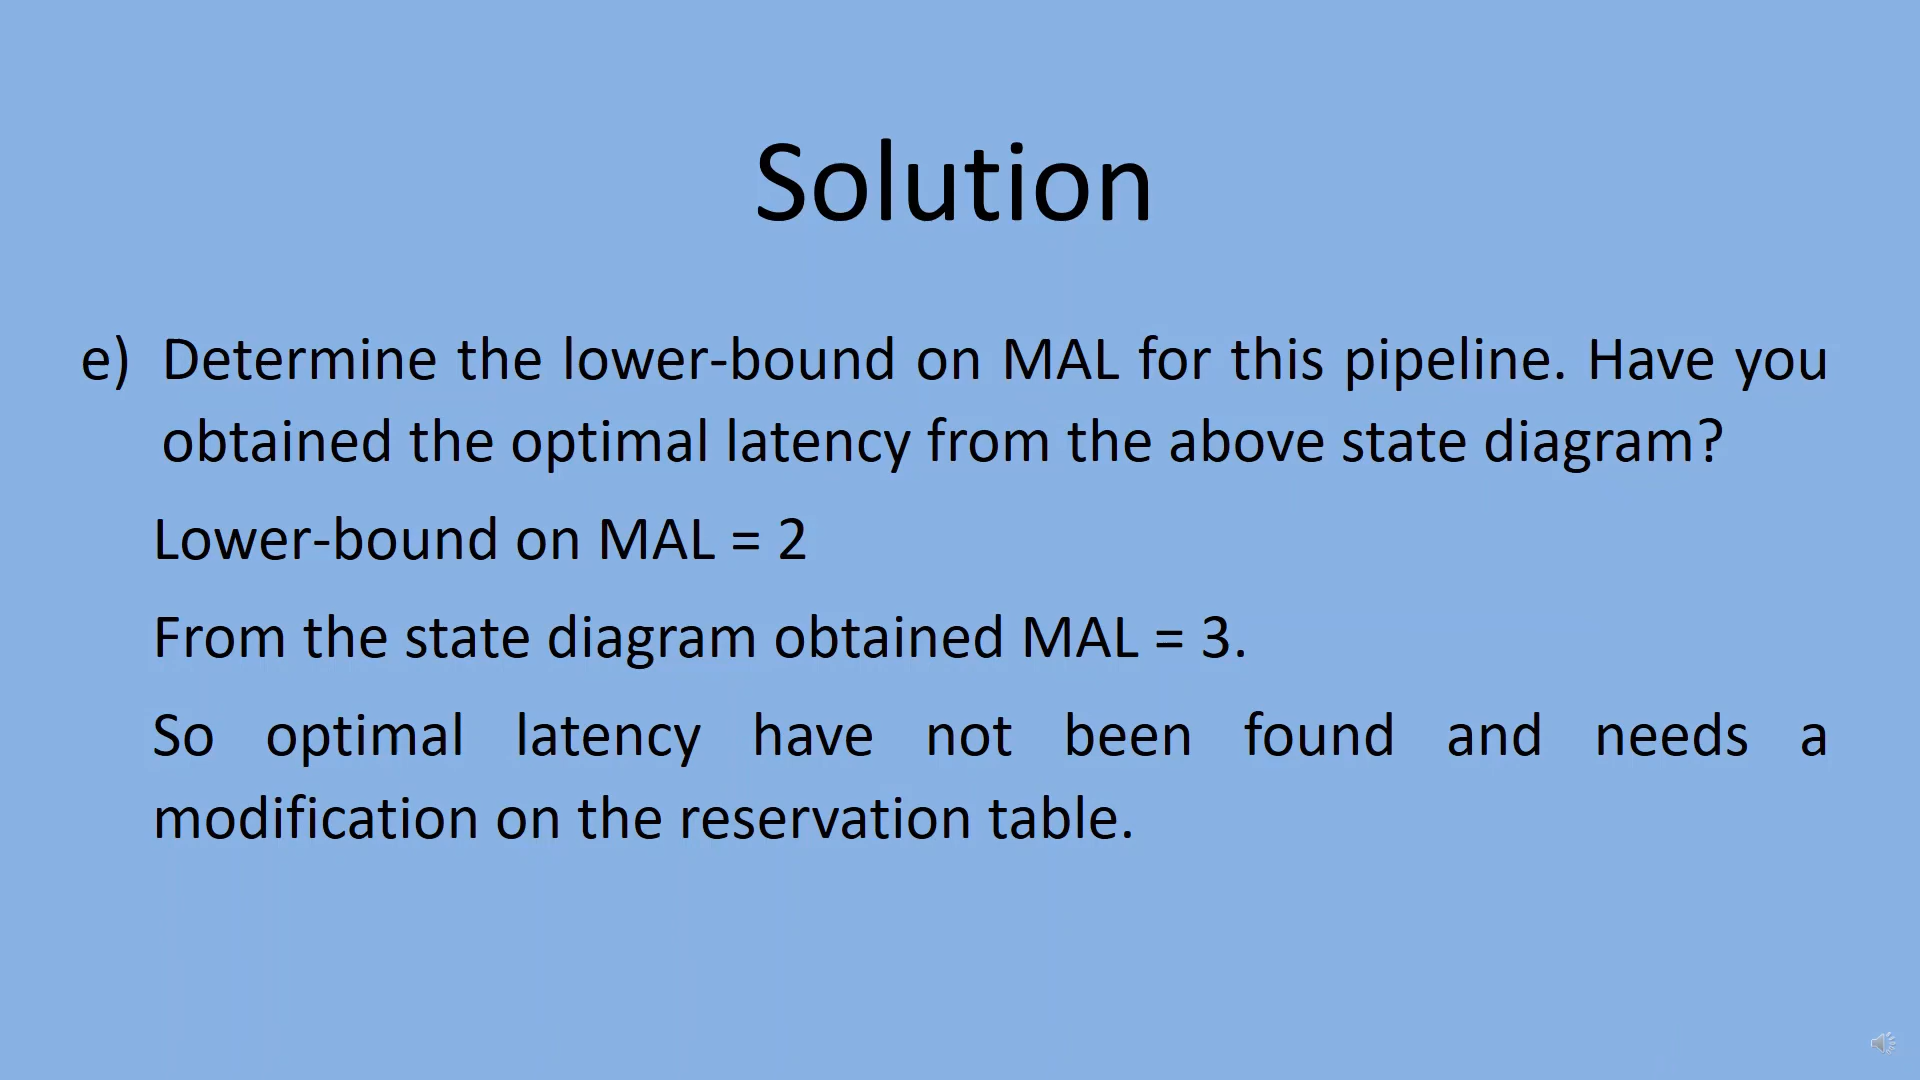 Solution
e) Determine the lower-bound on MAL for this pipeline. Have you
obtained the optimal latency from the above state diagram?
Lower-bound on MAL = 2
From the state diagram obtained MAL = 3.
So optimal latency have not been found and needs a
modification on the reservation table.